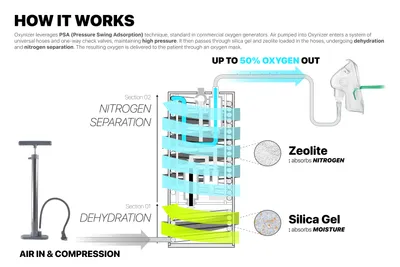 HOW IT WORKS
Oxynizer leverages PSA (Pressure Swing Adsorption) technique, standard in commercial oxygen generators. Air pumped into Oxynizer enters a system of
universal hoses and one-way check valves, maintaining high pressure. It then passes through silica gel and zeolite loaded in the hoses, undergoing dehydration
and nitrogen separation. The resulting oxygen is delivered to the patient through an oxygen mask.
UP TO 50% OXYGEN OUT
Section 02
NITROGEN
SEPARATION
Zeolite
: absorbs NITROGEN
Section 01
DEHYDRATION
Silica Gel
: absorbs MOISTURE
AIR IN & COMPRESSION